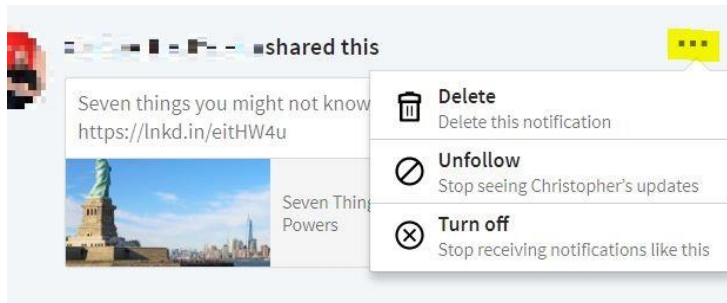 shared this
Seven things you might not know
https://lnkd.in/eitHW4u
Seven Thing
Powers
Delete
Delete this notification
Unfollow
Stop seeing Christopher's updates
Turn off
Stop receiving notifications like this